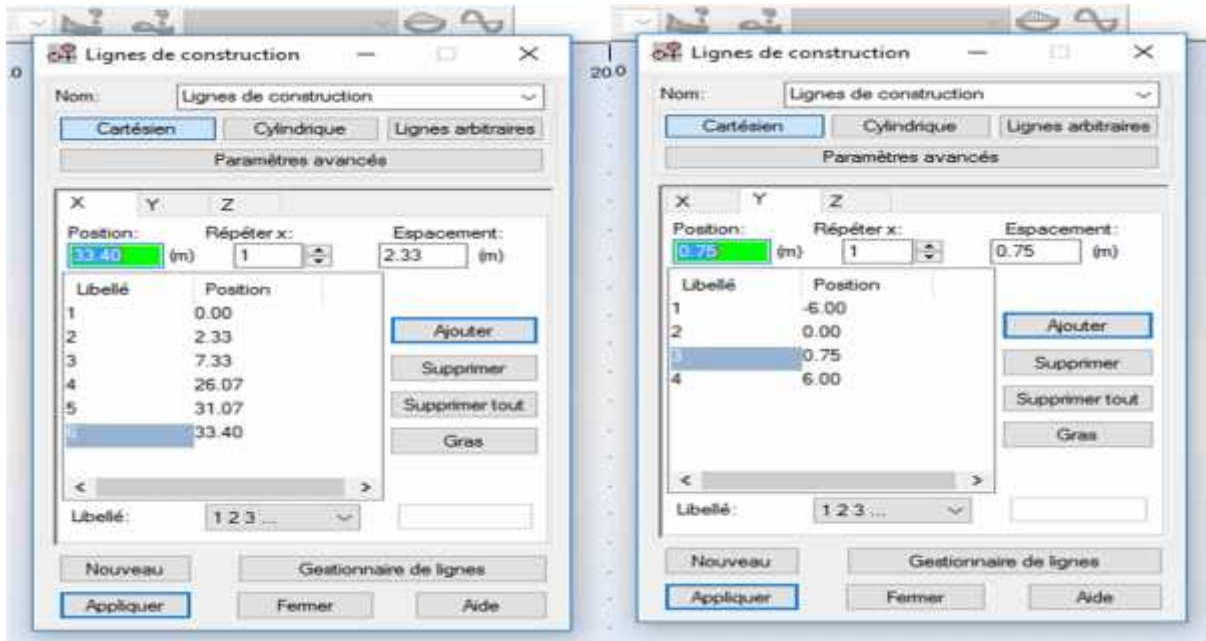 Lignes de construction
Nom: Lignes de construction
Cartésien Cylindrique Lignes arbitraires
Paramètres avancés
X Y Z
Position: Répéter x: Espacement:
33.40 (m) 1 2.33 (m)
Libellé Position
1 0.00
2 2.33
3 7.33
4 26.07
5 31.07
6 33.40
Ajouter
Supprimer
Supprimer tout
Gras
Libellé: 1 2 3 ...
Nouveau Gestionnaire de lignes
Appliquer Fermer Aide
.0
20.0
Lignes de construction
Nom: Lignes de construction
Cartésien Cylindrique Lignes arbitraires
Paramètres avancés
X Y Z
Position: Répéter x: Espacement:
0.75 (m) 1 0.75 (m)
Libellé Position
1 -6.00
2 0.00
3 0.75
4 6.00
Ajouter
Supprimer
Supprimer tout
Gras
Libellé: 1 2 3 ...
Nouveau Gestionnaire de lignes
Appliquer Fermer Aide